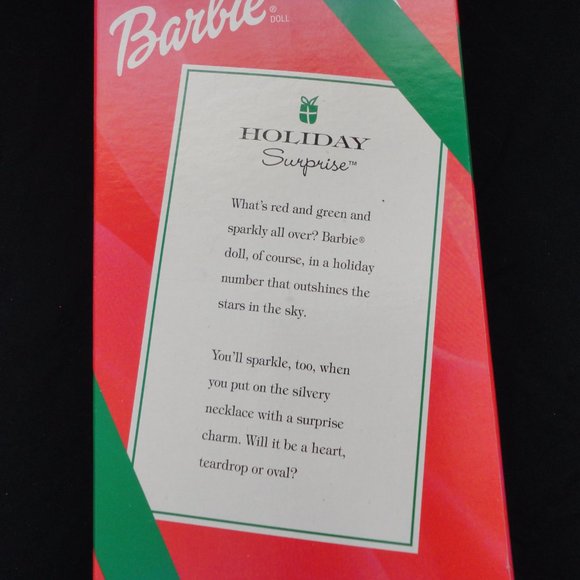 Barbie®
DOLL
HOLIDAY
Surprise™
What's red and green and
sparkly all over? Barbie®
doll, of course, in a holiday
number that outshines the
stars in the sky.
You'll sparkle, too, when
you put on the silvery
necklace with a surprise
charm. Will it be a heart,
teardrop or oval?